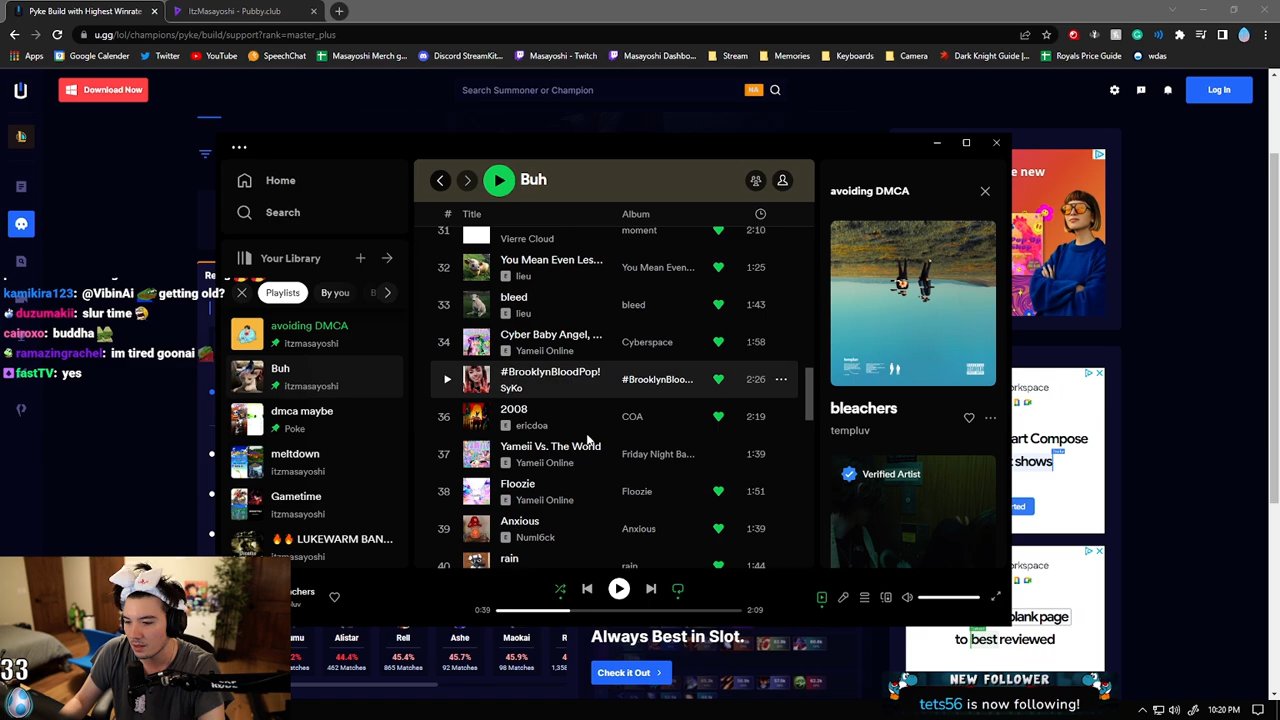 Pyke Build with Highest Winrate
ItzMasayoshi - Pubby.club
u.gg/lol/champions/pyke/build/support?rank=master_plus
Apps
Google Calendar
Twitter
YouTube
SpeechChat
Masayoshi Merch g...
Discord StreamKit...
Masayoshi - Twitch
Masayoshi Dashbo...
Stream
Memories
Keyboards
Camera
Dark Knight Guide |...
Royals Price Guide
wdas
Download Now
Search Summoner or Champion
NA
Log In
Home
Search
Your Library
Playlists
By you
avoiding DMCA
itzmasayoshi
Buh
itzmasayoshi
dmca maybe
Poke
meltdown
itzmasayoshi
Gametime
itzmasayoshi
LUKEWARM BAN...
itzmasayoshi
Buh
# Title Album
31 moment 2:10
Vierre Cloud
32 You Mean Even Les... You Mean Even... 1:25
E lieu
33 bleed bleed 1:43
E lieu
34 Cyber Baby Angel, ... Cyberspace 1:58
E Yameii Online
#BrooklynBloodPop! #BrooklynBloo... 2:26
SyKo
36 2008 COA 2:19
E ericdoa
37 Yameii Vs. The World Friday Night Ba... 1:39
E Yameii Online
38 Floozie Floozie 1:51
E Yameii Online
39 Anxious Anxious 1:39
E Numl6ck
40 rain rain 1:44
avoiding DMCA
bleachers
templuv
Verified Artist
0:39
2:09
kamikira123: @VibinAi getting old?
duzumakii: slur time
cairoxo: buddha
ramazingrachel: im tired goonai
fastTV: yes
Alistar Rell Ashe Maokai
44.4% 45.4% 45.7% 45.9%
462 Matches 865 Matches 92 Matches 98 Matches
Always Best in Slot.
Check it Out
blank page
to best reviewed
NEW FOLLOWER
tets56 is now following!
33
10:20 PM